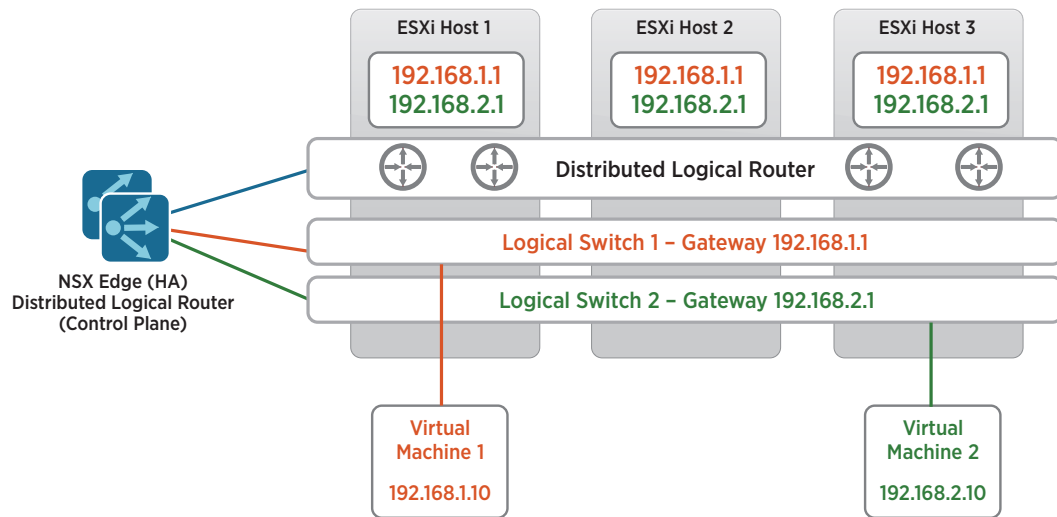 ESXi Host 1
ESXi Host 2
ESXi Host 3
192.168.1.1
192.168.2.1
192.168.1.1
192.168.2.1
192.168.1.1
192.168.2.1
Distributed Logical Router
Logical Switch 1 – Gateway 192.168.1.1
Logical Switch 2 – Gateway 192.168.2.1
NSX Edge (HA)
Distributed Logical Router
(Control Plane)
Virtual
Machine 1
192.168.1.10
Virtual
Machine 2
192.168.2.10